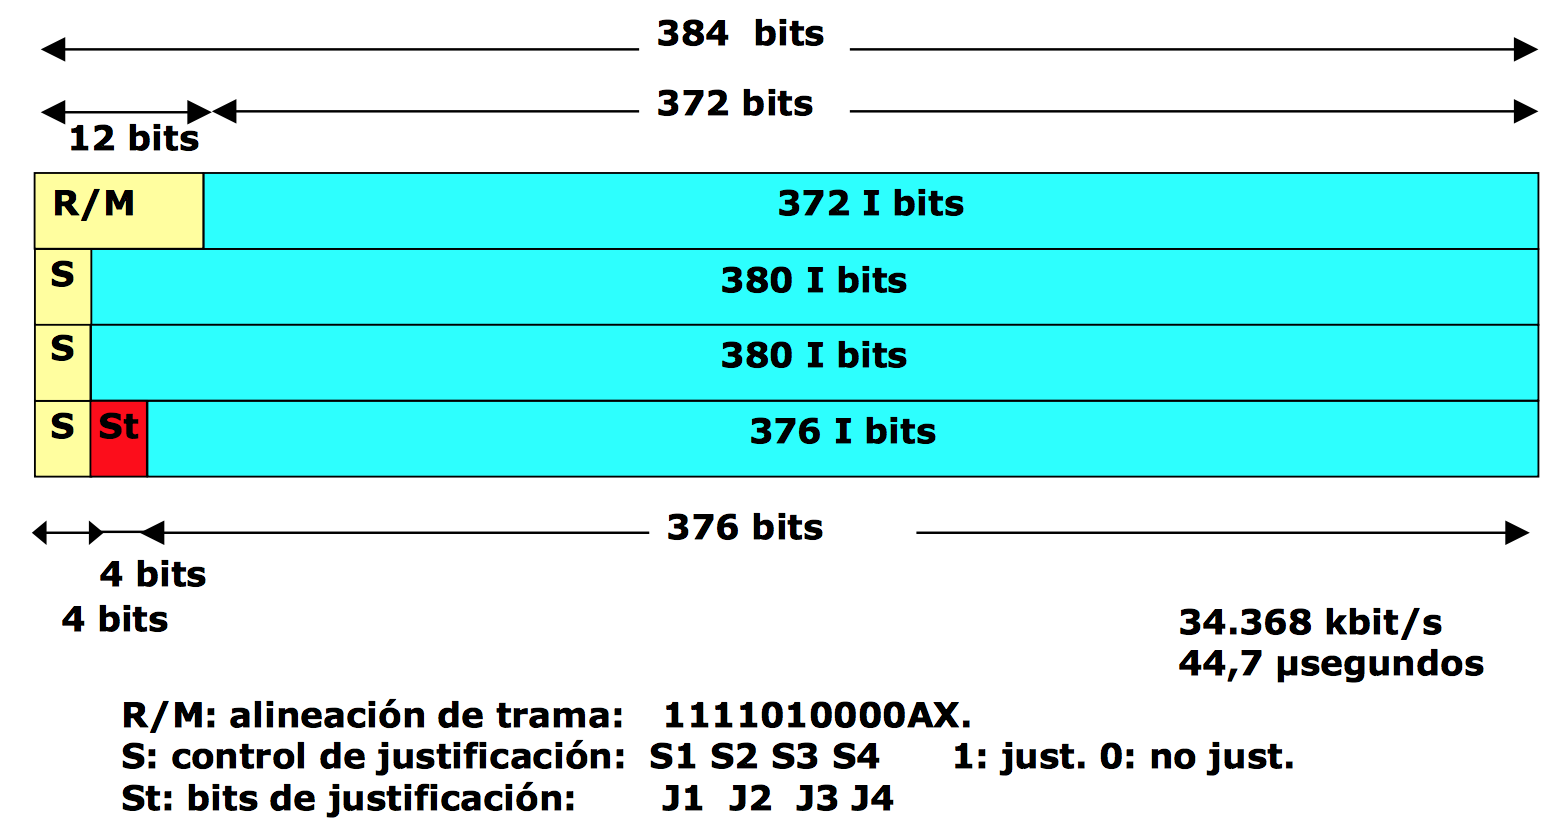 384 bits
372 bits
12 bits
R/M
372 I bits
S
380 I bits
S
380 I bits
S
St
376 I bits
376 bits
4 bits
4 bits
34.368 kbit/s
44,7 µsegundos
R/M: alineación de trama: 1111010000AX.
S: control de justificación: S1 S2 S3 S4 1: just. 0: no just.
St: bits de justificación: J1 J2 J3 J4